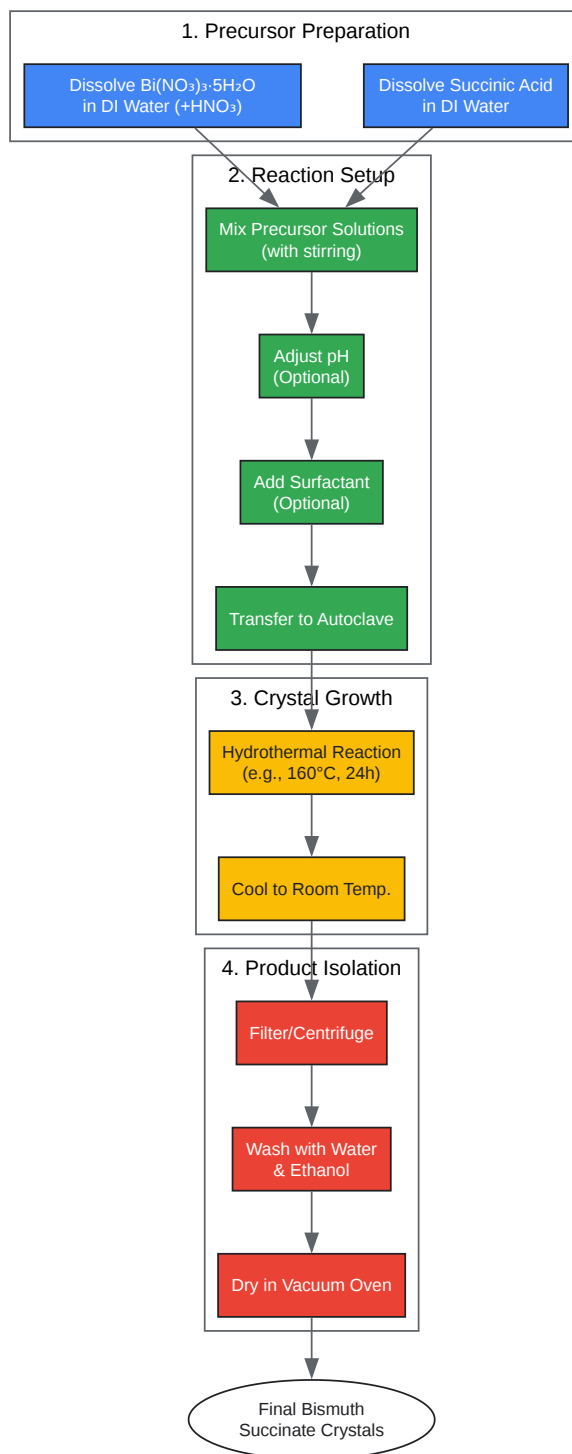 1. Precursor Preparation
Dissolve Bi(NO₃)₃·5H₂O
in DI Water (+HNO₃)
Dissolve Succinic Acid
in DI Water
2. Reaction Setup
Mix Precursor Solutions
(with stirring)
Adjust pH
(Optional)
Add Surfactant
(Optional)
Transfer to Autoclave
3. Crystal Growth
Hydrothermal Reaction
(e.g., 160°C, 24h)
Cool to Room Temp.
4. Product Isolation
Filter/Centrifuge
Wash with Water
& Ethanol
Dry in Vacuum Oven
Final Bismuth
Succinate Crystals